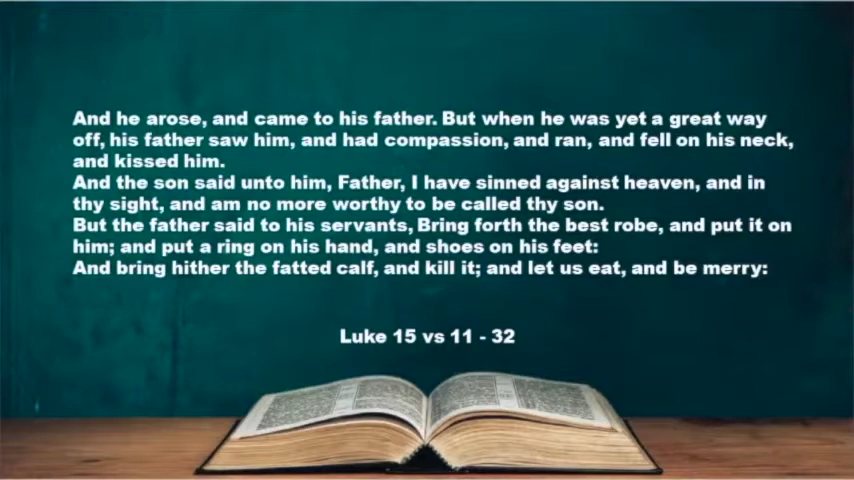 And he arose, and came to his father. But when he was yet a great way
off, his father saw him, and had compassion, and ran, and fell on his neck,
and kissed him.
And the son said unto him, Father, I have sinned against heaven, and in
thy sight, and am no more worthy to be called thy son.
But the father said to his servants, Bring forth the best robe, and put it on
him; and put a ring on his hand, and shoes on his feet:
And bring hither the fatted calf, and kill it; and let us eat, and be merry:
Luke 15 vs 11 - 32